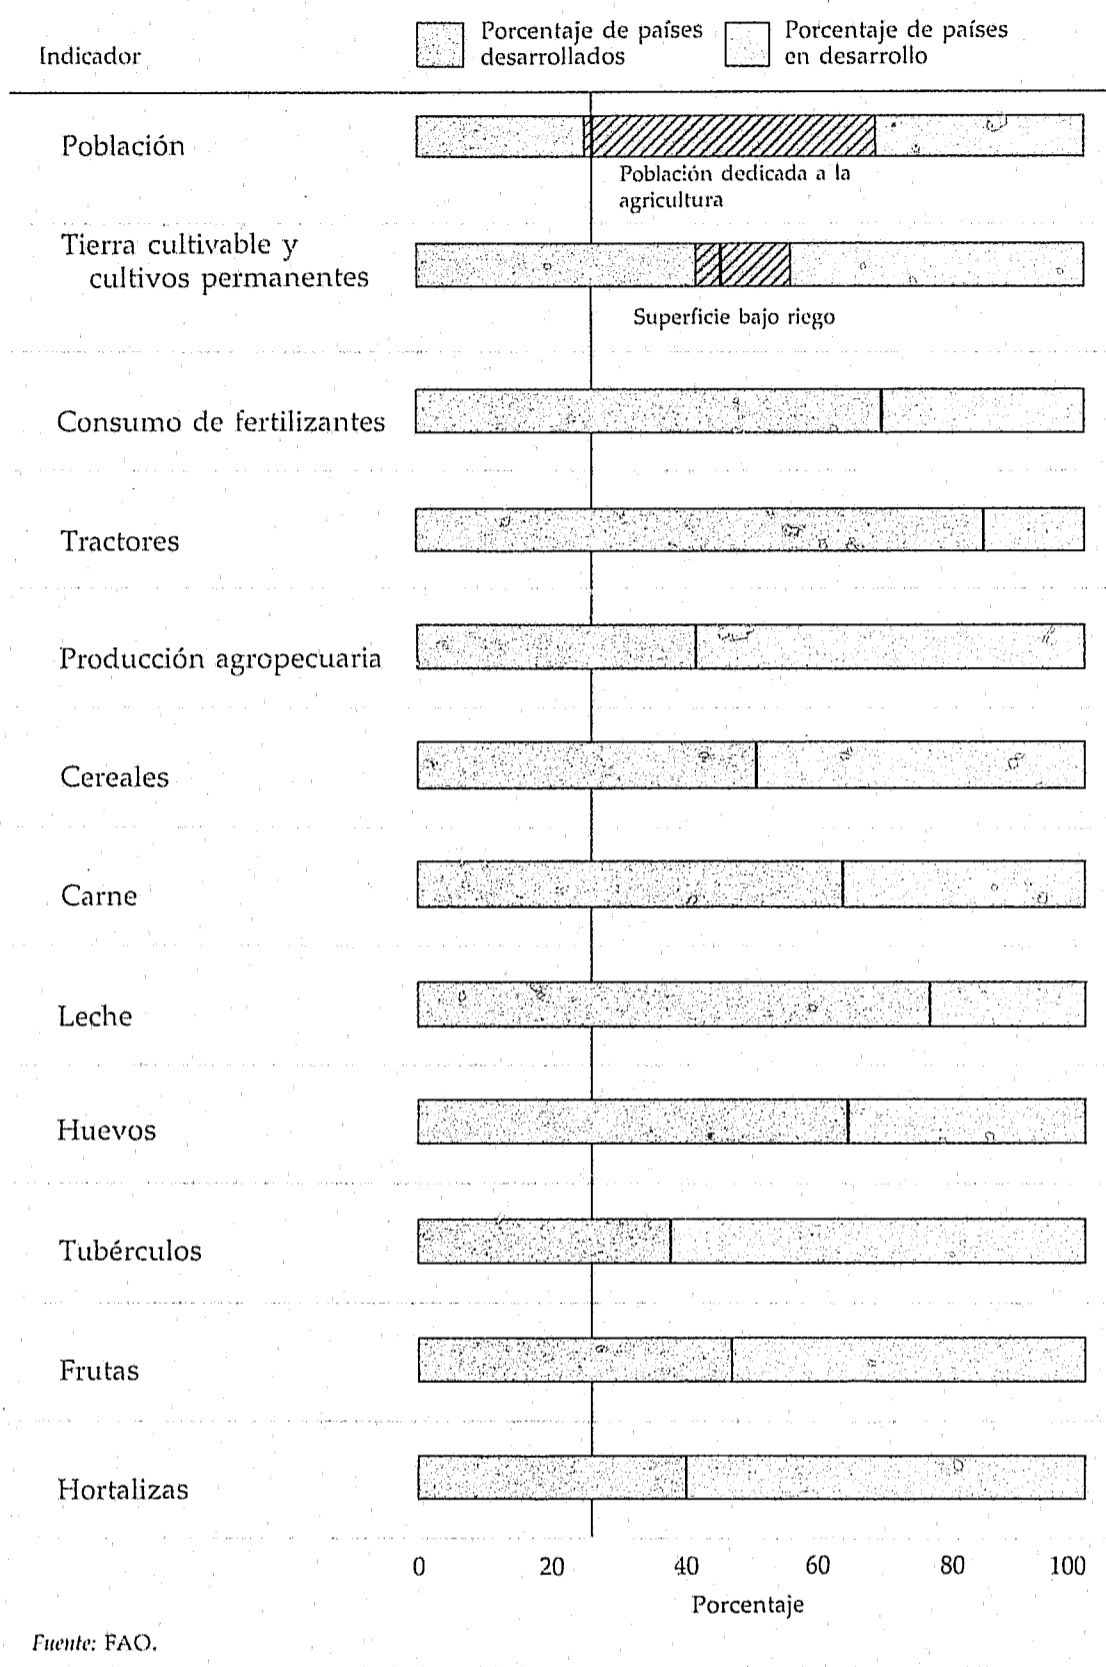 Indicador
Porcentaje de países
desarrollados
Porcentaje de países
en desarrollo
Población
Población dedicada a la
agricultura
Tierra cultivable y
cultivos permanentes
Superficie bajo riego
Consumo de fertilizantes
Tractores
Producción agropecuaria
Cereales
Carne
Leche
Huevos
Tubérculos
Frutas
Hortalizas
0 20 40 60 80 100
Porcentaje
Fuente: FAO.